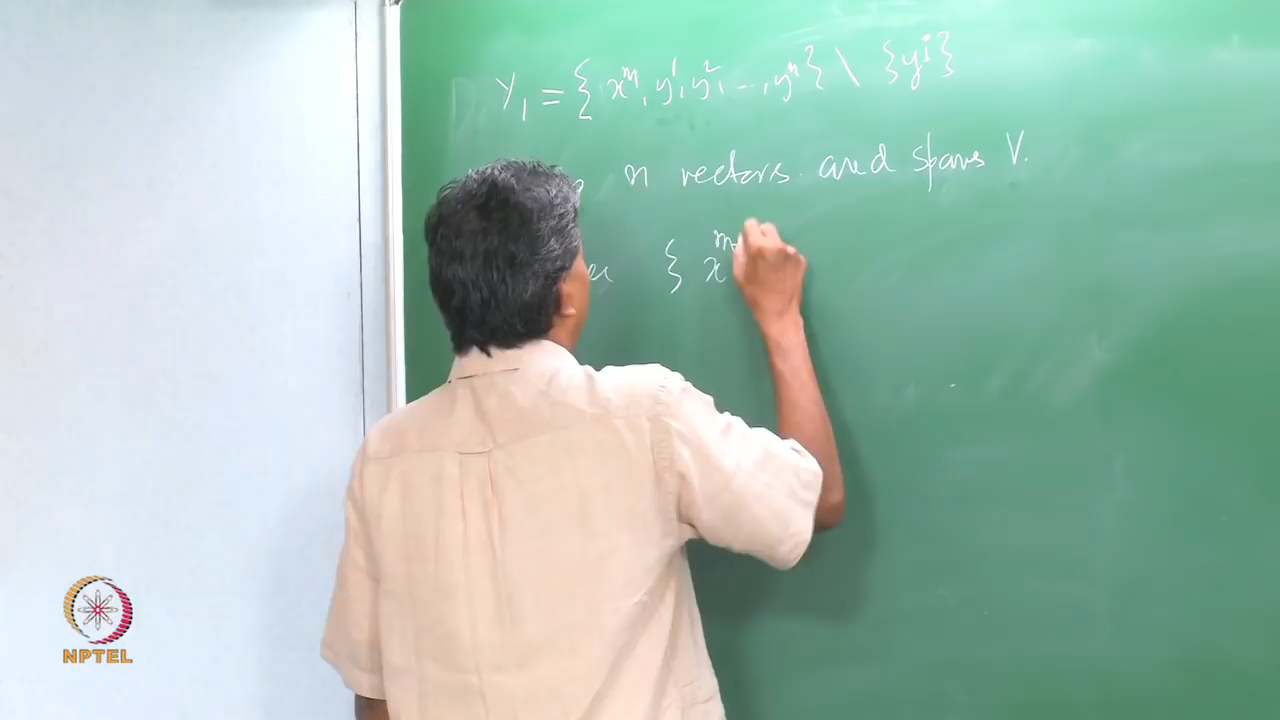 Y₁ = { xᵐ, y¹, y², ..., yⁿ } \ { yⁱ }
n vectors. and spans V.
{ xᵐ
NPTEL